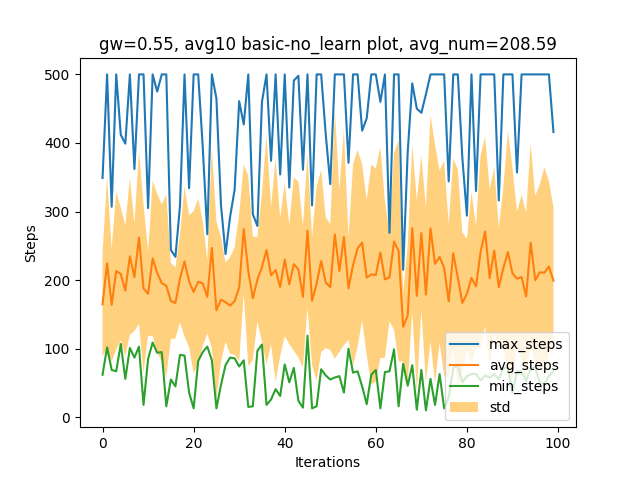 gw=0.55, avg10 basic-no_learn plot, avg_num=208.59
500
400
300
200
100
0
Steps
0 20 40 60 80 100
Iterations
max_steps
avg_steps
min_steps
std